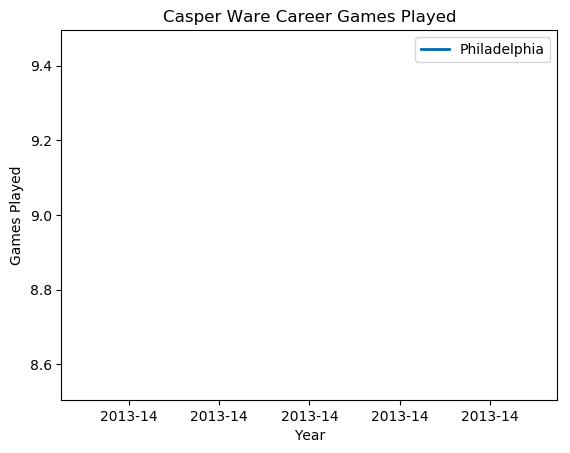 Casper Ware Career Games Played
Philadelphia
9.4
9.2
9.0
8.8
8.6
Games Played
2013-14 2013-14 2013-14 2013-14 2013-14
Year